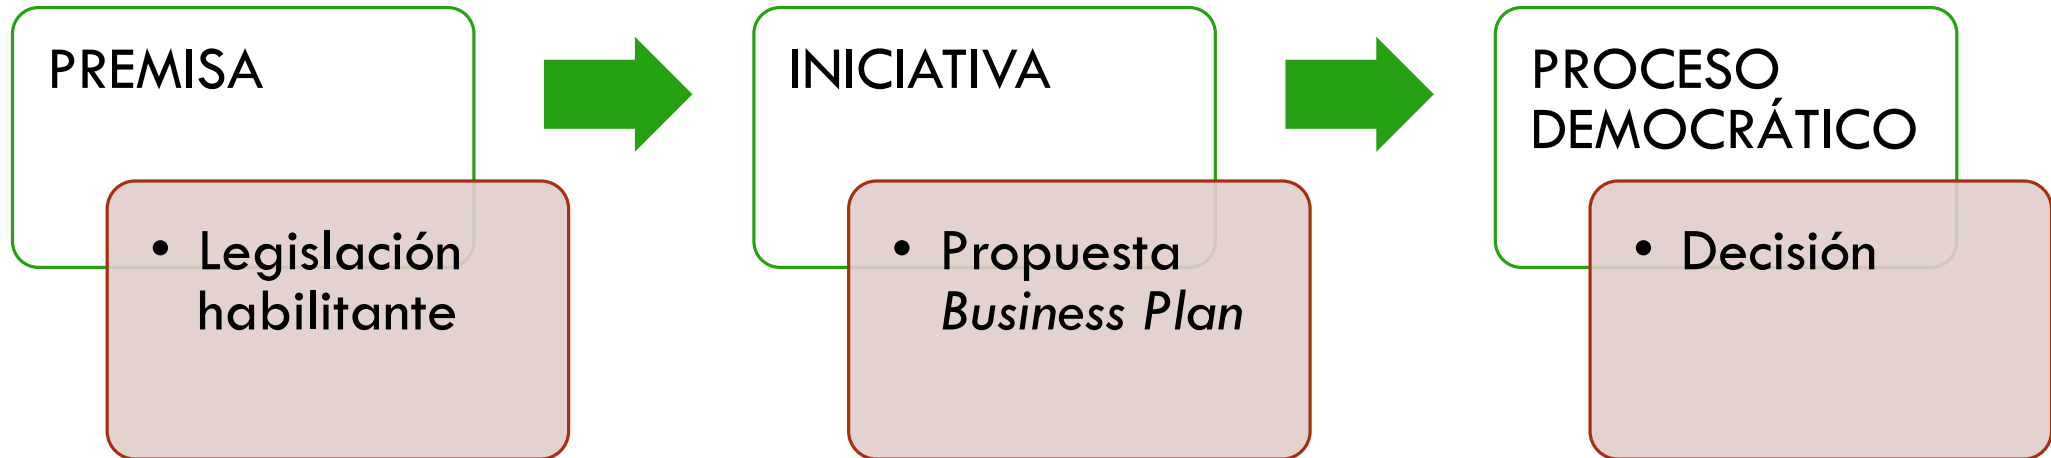 PREMISA
• Legislación
habilitante
INICIATIVA
• Propuesta
Business Plan
PROCESO
DEMOCRÁTICO
• Decisión